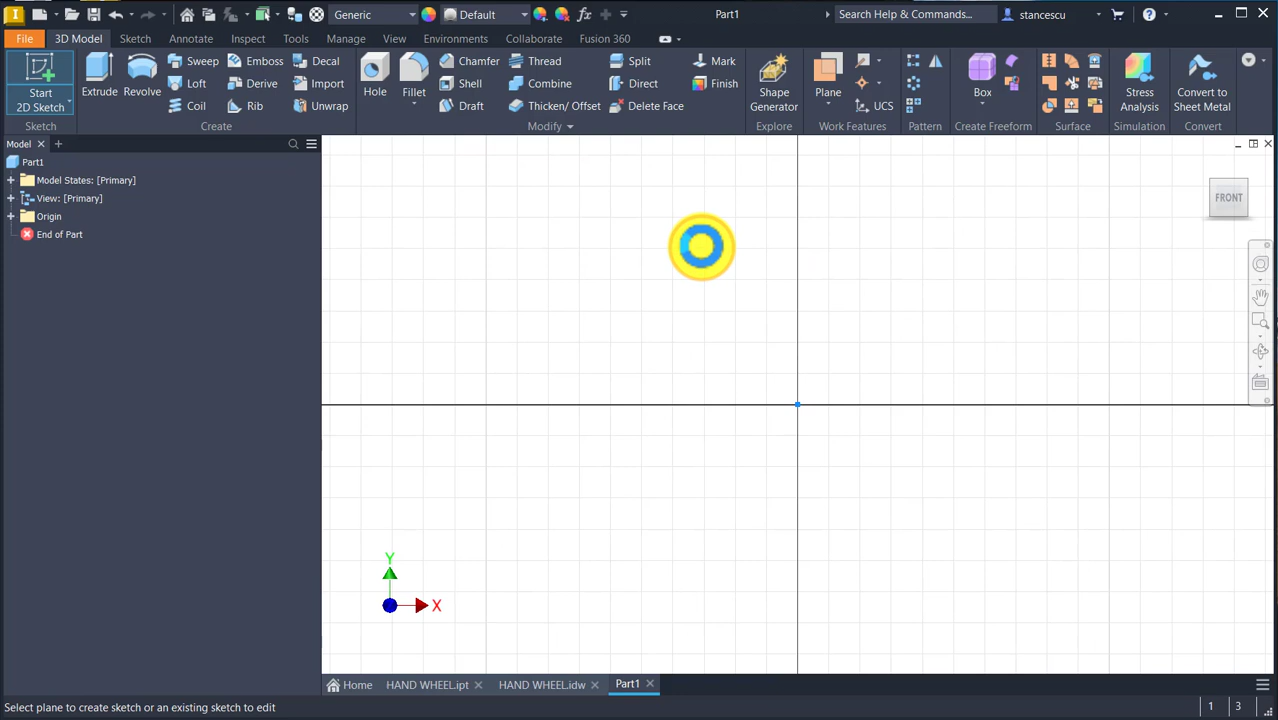 Generic
Default
Part1
Search Help & Commands...
stancescu
File
3D Model
Sketch
Annotate
Inspect
Tools
Manage
View
Environments
Collaborate
Fusion 360
Start
2D Sketch
Extrude
Revolve
Sweep
Loft
Coil
Emboss
Derive
Rib
Decal
Import
Unwrap
Hole
Fillet
Chamfer
Shell
Draft
Thread
Combine
Thicken/ Offset
Split
Direct
Delete Face
Mark
Finish
Shape
Generator
Plane
UCS
Box
Stress
Analysis
Convert to
Sheet Metal
Sketch
Create
Modify
Explore
Work Features
Pattern
Create Freeform
Surface
Simulation
Convert
Model
Part1
Model States: [Primary]
View: [Primary]
Origin
End of Part
FRONT
Y
X
Home
HAND WHEEL.ipt
HAND WHEEL.idw
Part1
Select plane to create sketch or an existing sketch to edit
1
3